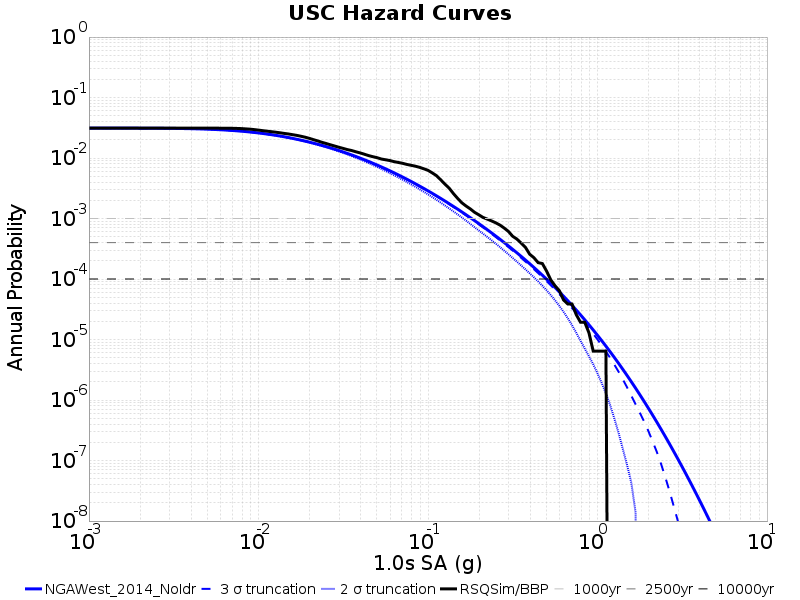 USC Hazard Curves
Annual Probability
10^0
10^-1
10^-2
10^-3
10^-4
10^-5
10^-6
10^-7
10^-8
10^-3 10^-2 10^-1 10^0 10^1
1.0s SA (g)
NGAWest_2014_NoIdr 3 σ truncation 2 σ truncation RSQSim/BBP 1000yr 2500yr 10000yr